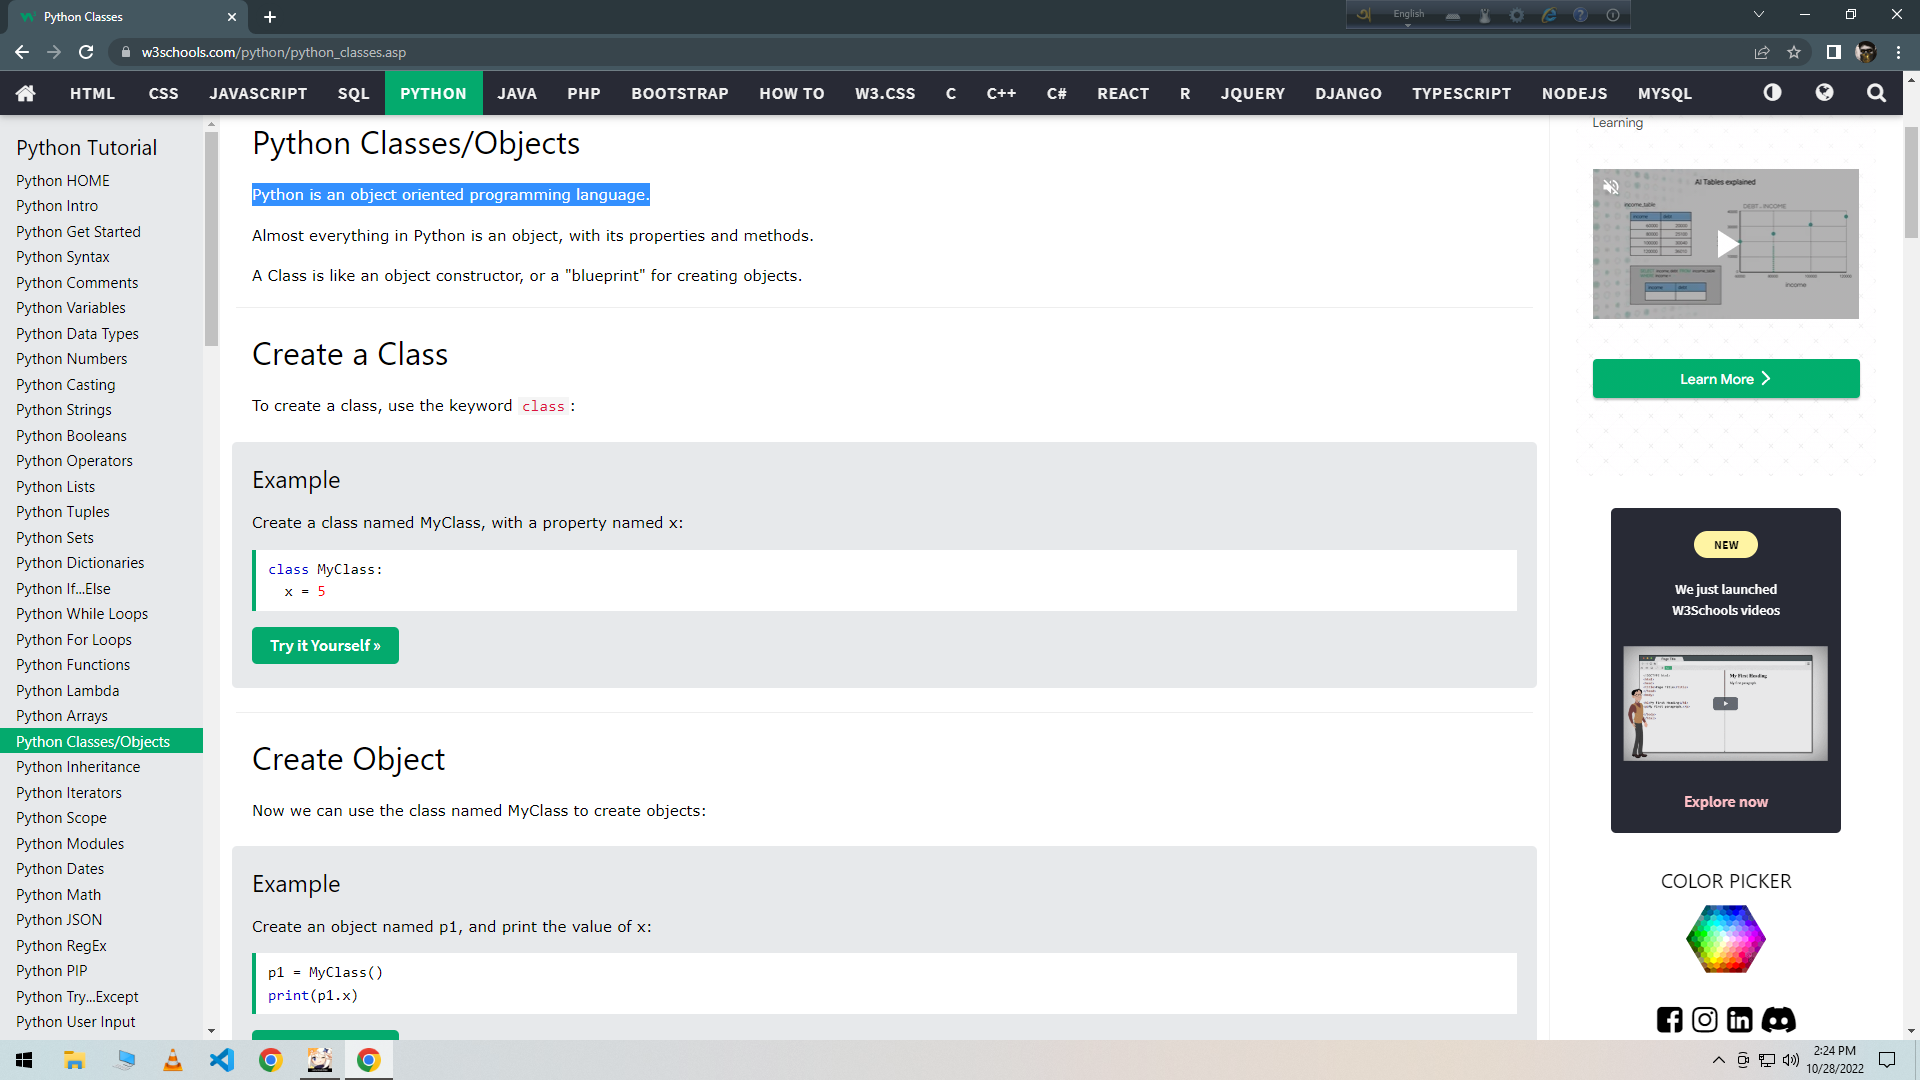 Python Classes
English
w3schools.com/python/python_classes.asp
HTML CSS JAVASCRIPT SQL PYTHON JAVA PHP BOOTSTRAP HOW TO W3.CSS C C++ C# REACT R JQUERY DJANGO TYPESCRIPT NODEJS MYSQL
Python Tutorial
Python HOME
Python Intro
Python Get Started
Python Syntax
Python Comments
Python Variables
Python Data Types
Python Numbers
Python Casting
Python Strings
Python Booleans
Python Operators
Python Lists
Python Tuples
Python Sets
Python Dictionaries
Python If...Else
Python While Loops
Python For Loops
Python Functions
Python Lambda
Python Arrays
Python Classes/Objects
Python Inheritance
Python Iterators
Python Scope
Python Modules
Python Dates
Python Math
Python JSON
Python RegEx
Python PIP
Python Try...Except
Python User Input
Python Classes/Objects
Python is an object oriented programming language.
Almost everything in Python is an object, with its properties and methods.
A Class is like an object constructor, or a "blueprint" for creating objects.
Create a Class
To create a class, use the keyword class:
Example
Create a class named MyClass, with a property named x:
class MyClass:
x = 5
Try it Yourself »
Create Object
Now we can use the class named MyClass to create objects:
Example
Create an object named p1, and print the value of x:
p1 = MyClass()
print(p1.x)
Learning
AI Tables explained
income_table
DEBT - INCOME
income
Learn More
NEW
We just launched
W3Schools videos
My First Heading
Explore now
COLOR PICKER
2:24 PM
10/28/2022